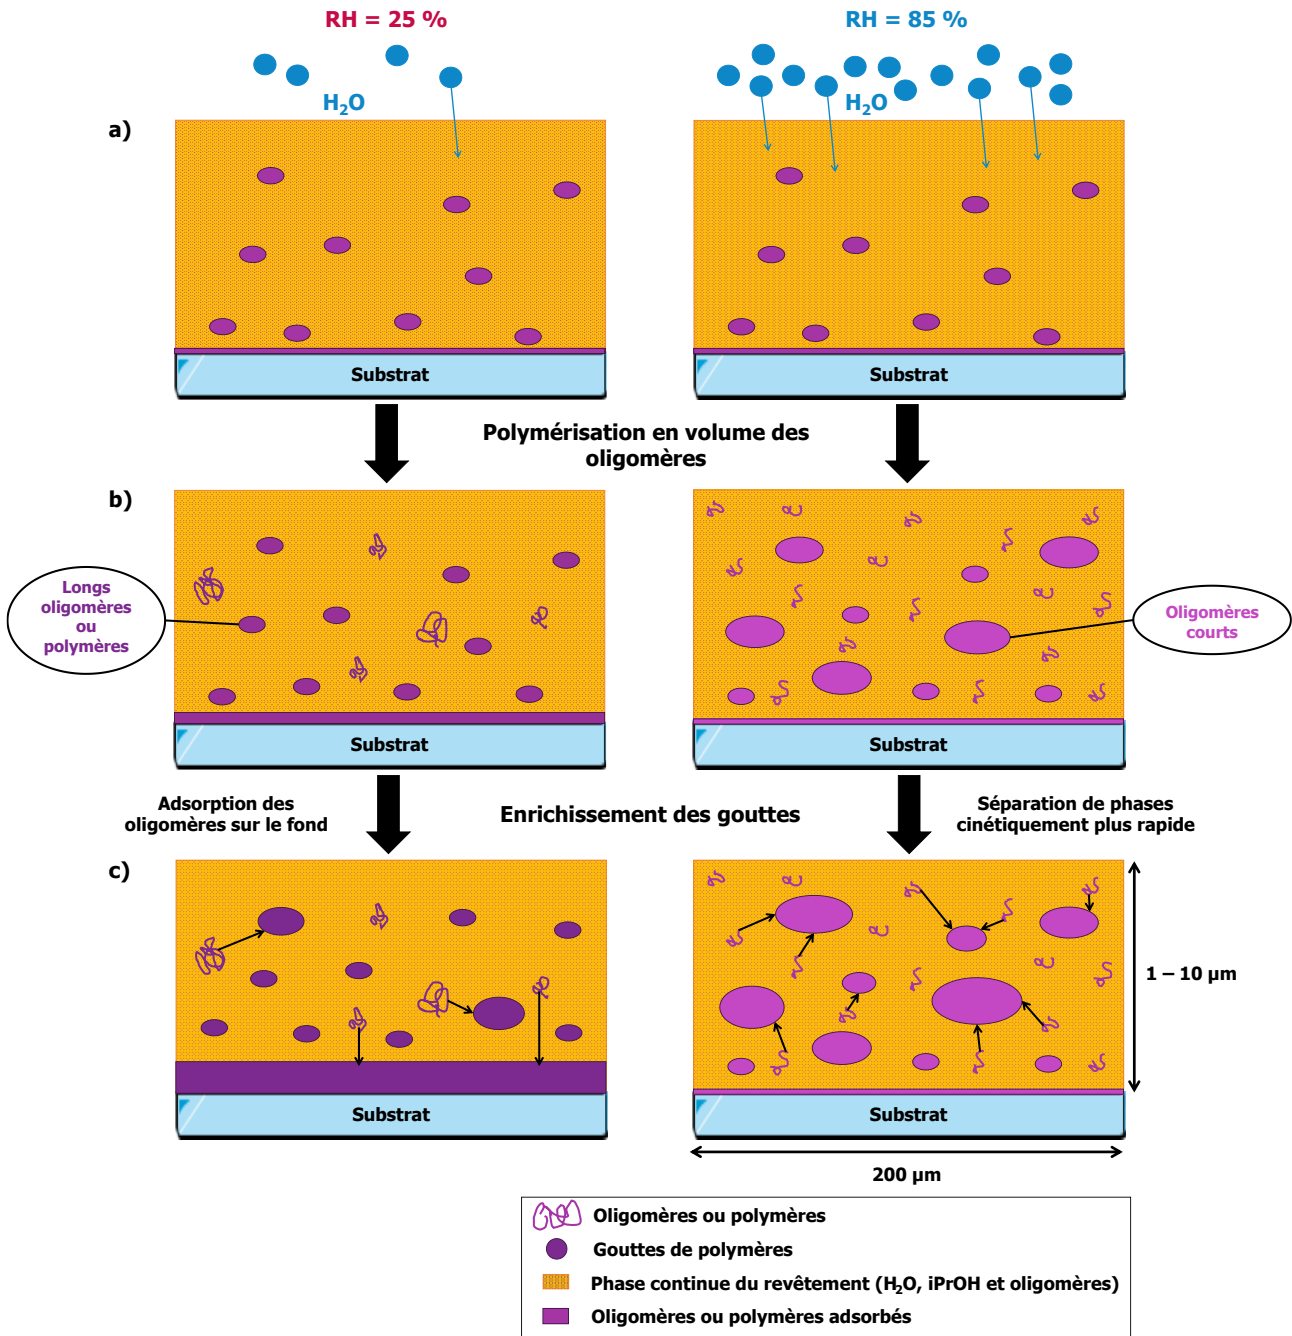 RH = 25 %
RH = 85 %
H₂O
H₂O
a)
Substrat
Substrat
Polymérisation en volume des
oligomères
b)
Longs
oligomères
ou
polymères
Oligomères
courts
Substrat
Substrat
Adsorption des
oligomères sur le fond
Enrichissement des gouttes
Séparation de phases
cinétiquement plus rapide
c)
1 – 10 µm
Substrat
Substrat
200 µm
Oligomères ou polymères
Gouttes de polymères
Phase continue du revêtement (H₂O, iPrOH et oligomères)
Oligomères ou polymères adsorbés